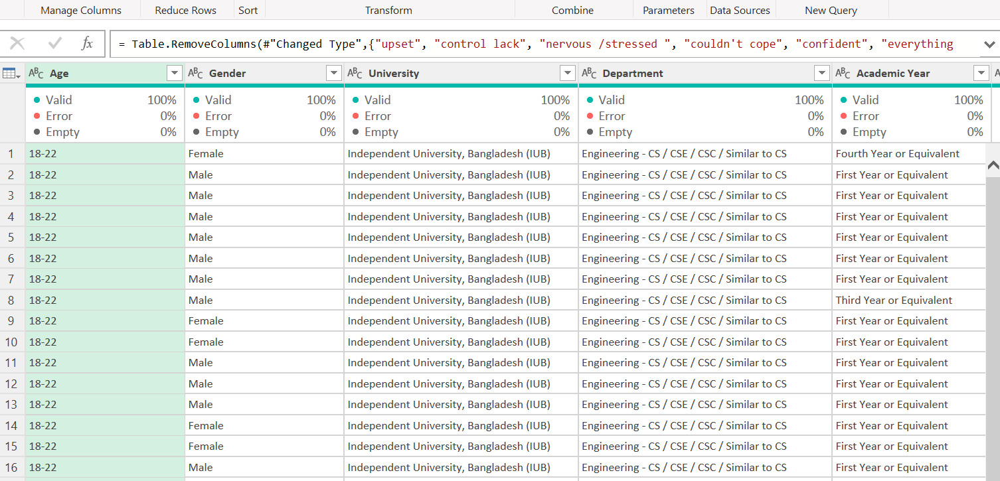 Manage Columns Reduce Rows Sort Transform Combine Parameters Data Sources New Query
fx = Table.RemoveColumns(#"Changed Type",{"upset", "control lack", "nervous /stressed ", "couldn't cope", "confident", "everything
ABC Age ABC Gender ABC University ABC Department ABC Academic Year A
Valid 100% Valid 100% Valid 100% Valid 100% Valid 100%
Error 0% Error 0% Error 0% Error 0% Error 0%
Empty 0% Empty 0% Empty 0% Empty 0% Empty 0%
1 18-22 Female Independent University, Bangladesh (IUB) Engineering - CS / CSE / CSC / Similar to CS Fourth Year or Equivalent
2 18-22 Male Independent University, Bangladesh (IUB) Engineering - CS / CSE / CSC / Similar to CS First Year or Equivalent
3 18-22 Male Independent University, Bangladesh (IUB) Engineering - CS / CSE / CSC / Similar to CS First Year or Equivalent
4 18-22 Male Independent University, Bangladesh (IUB) Engineering - CS / CSE / CSC / Similar to CS First Year or Equivalent
5 18-22 Male Independent University, Bangladesh (IUB) Engineering - CS / CSE / CSC / Similar to CS First Year or Equivalent
6 18-22 Male Independent University, Bangladesh (IUB) Engineering - CS / CSE / CSC / Similar to CS First Year or Equivalent
7 18-22 Male Independent University, Bangladesh (IUB) Engineering - CS / CSE / CSC / Similar to CS First Year or Equivalent
8 18-22 Male Independent University, Bangladesh (IUB) Engineering - CS / CSE / CSC / Similar to CS Third Year or Equivalent
9 18-22 Female Independent University, Bangladesh (IUB) Engineering - CS / CSE / CSC / Similar to CS First Year or Equivalent
10 18-22 Female Independent University, Bangladesh (IUB) Engineering - CS / CSE / CSC / Similar to CS First Year or Equivalent
11 18-22 Male Independent University, Bangladesh (IUB) Engineering - CS / CSE / CSC / Similar to CS First Year or Equivalent
12 18-22 Male Independent University, Bangladesh (IUB) Engineering - CS / CSE / CSC / Similar to CS First Year or Equivalent
13 18-22 Male Independent University, Bangladesh (IUB) Engineering - CS / CSE / CSC / Similar to CS First Year or Equivalent
14 18-22 Female Independent University, Bangladesh (IUB) Engineering - CS / CSE / CSC / Similar to CS First Year or Equivalent
15 18-22 Female Independent University, Bangladesh (IUB) Engineering - CS / CSE / CSC / Similar to CS First Year or Equivalent
16 18-22 Male Independent University, Bangladesh (IUB) Engineering - CS / CSE / CSC / Similar to CS First Year or Equivalent